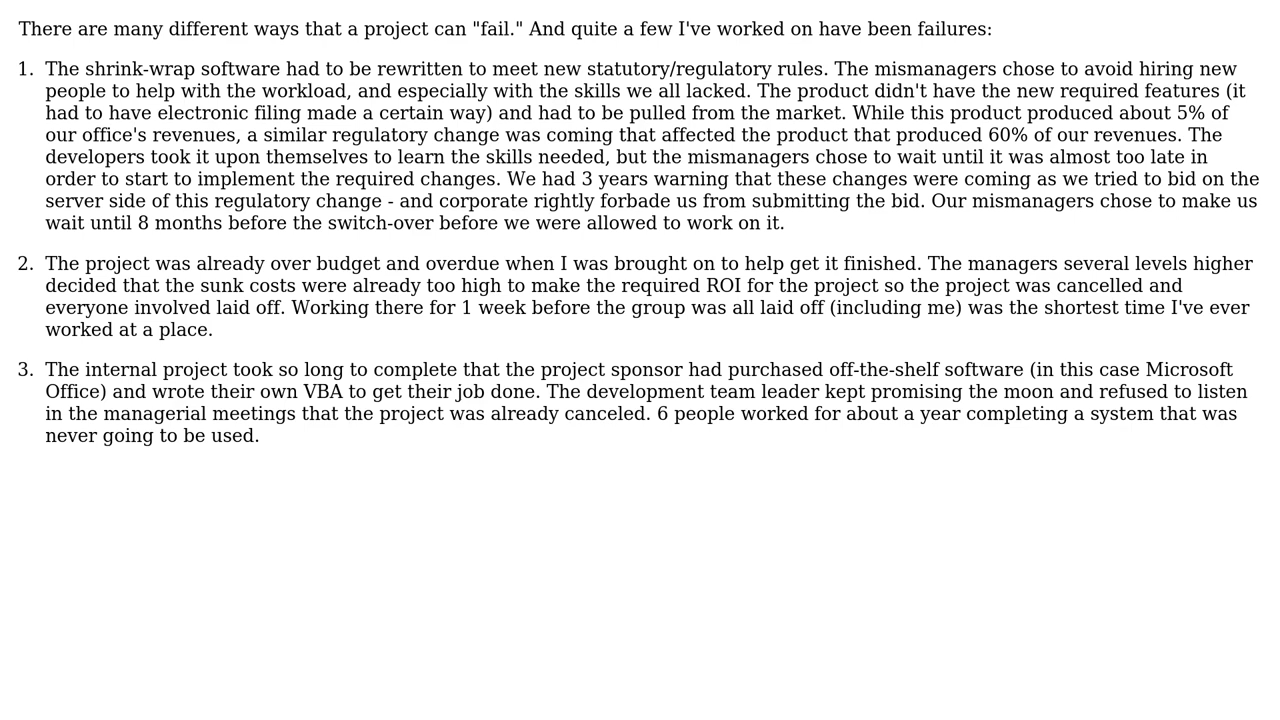 There are many different ways that a project can "fail." And quite a few I've worked on have been failures:
1. The shrink-wrap software had to be rewritten to meet new statutory/regulatory rules. The mismanagers chose to avoid hiring new
people to help with the workload, and especially with the skills we all lacked. The product didn't have the new required features (it
had to have electronic filing made a certain way) and had to be pulled from the market. While this product produced about 5% of
our office's revenues, a similar regulatory change was coming that affected the product that produced 60% of our revenues. The
developers took it upon themselves to learn the skills needed, but the mismanagers chose to wait until it was almost too late in
order to start to implement the required changes. We had 3 years warning that these changes were coming as we tried to bid on the
server side of this regulatory change - and corporate rightly forbade us from submitting the bid. Our mismanagers chose to make us
wait until 8 months before the switch-over before we were allowed to work on it.
2. The project was already over budget and overdue when I was brought on to help get it finished. The managers several levels higher
decided that the sunk costs were already too high to make the required ROI for the project so the project was cancelled and
everyone involved laid off. Working there for 1 week before the group was all laid off (including me) was the shortest time I've ever
worked at a place.
3. The internal project took so long to complete that the project sponsor had purchased off-the-shelf software (in this case Microsoft
Office) and wrote their own VBA to get their job done. The development team leader kept promising the moon and refused to listen
in the managerial meetings that the project was already canceled. 6 people worked for about a year completing a system that was
never going to be used.